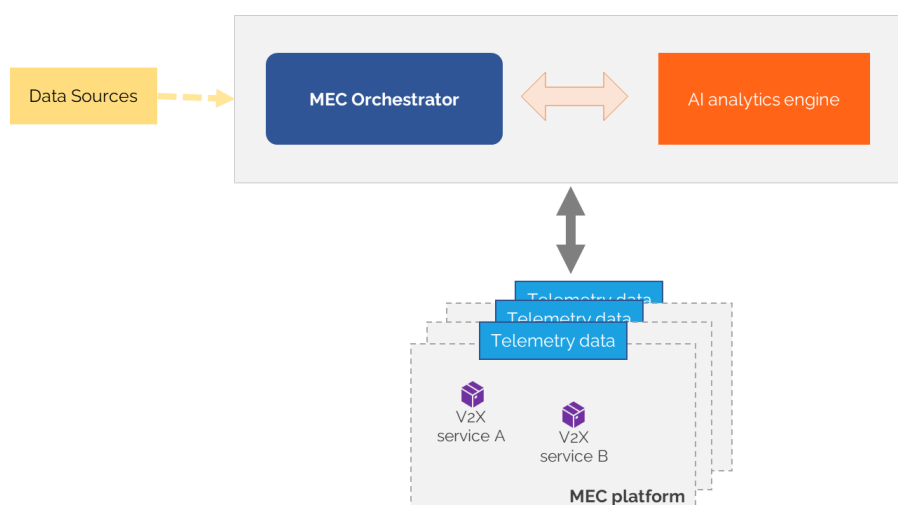 Data Sources
MEC Orchestrator
AI analytics engine
Telemetry data
Telemetry data
Telemetry data
V2X
service A
V2X
service B
MEC platform